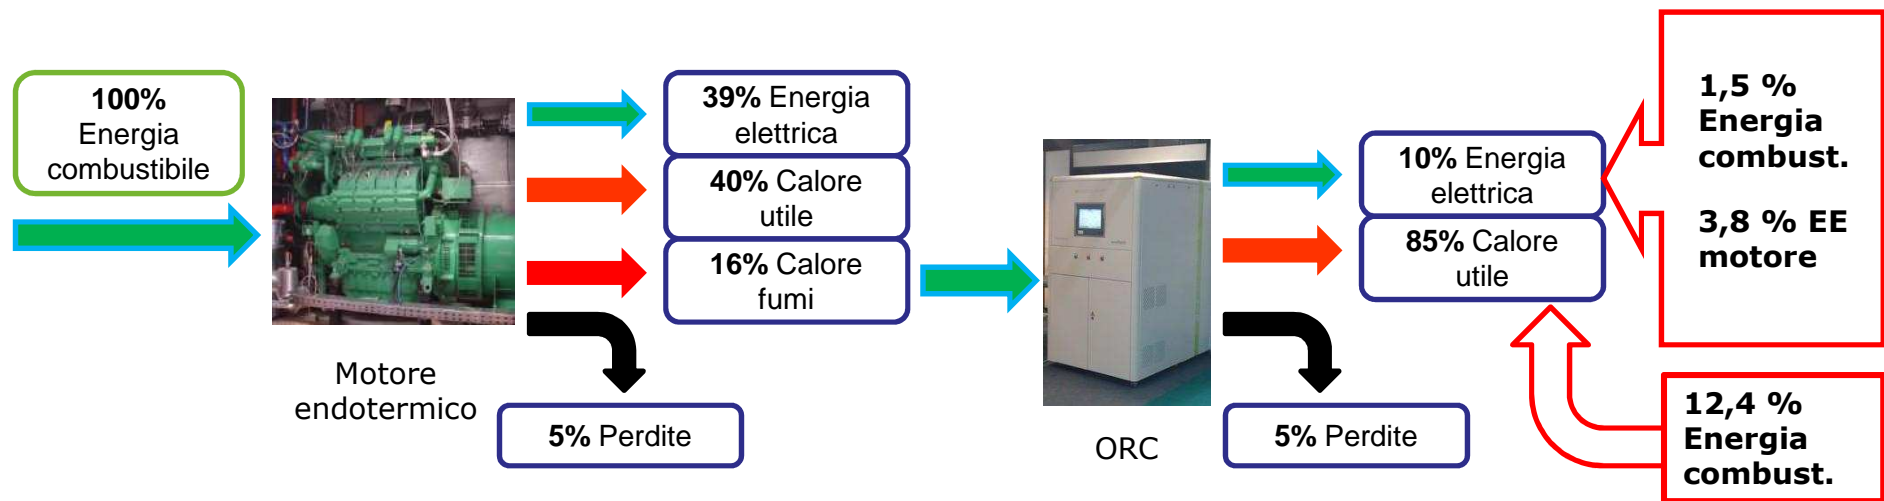 100%
Energia
combustibile
39% Energia
elettrica
40% Calore
utile
16% Calore
fumi
Motore
endotermico
5% Perdite
10% Energia
elettrica
85% Calore
utile
ORC
5% Perdite
1,5 %
Energia
combust.
3,8 % EE
motore
12,4 %
Energia
combust.